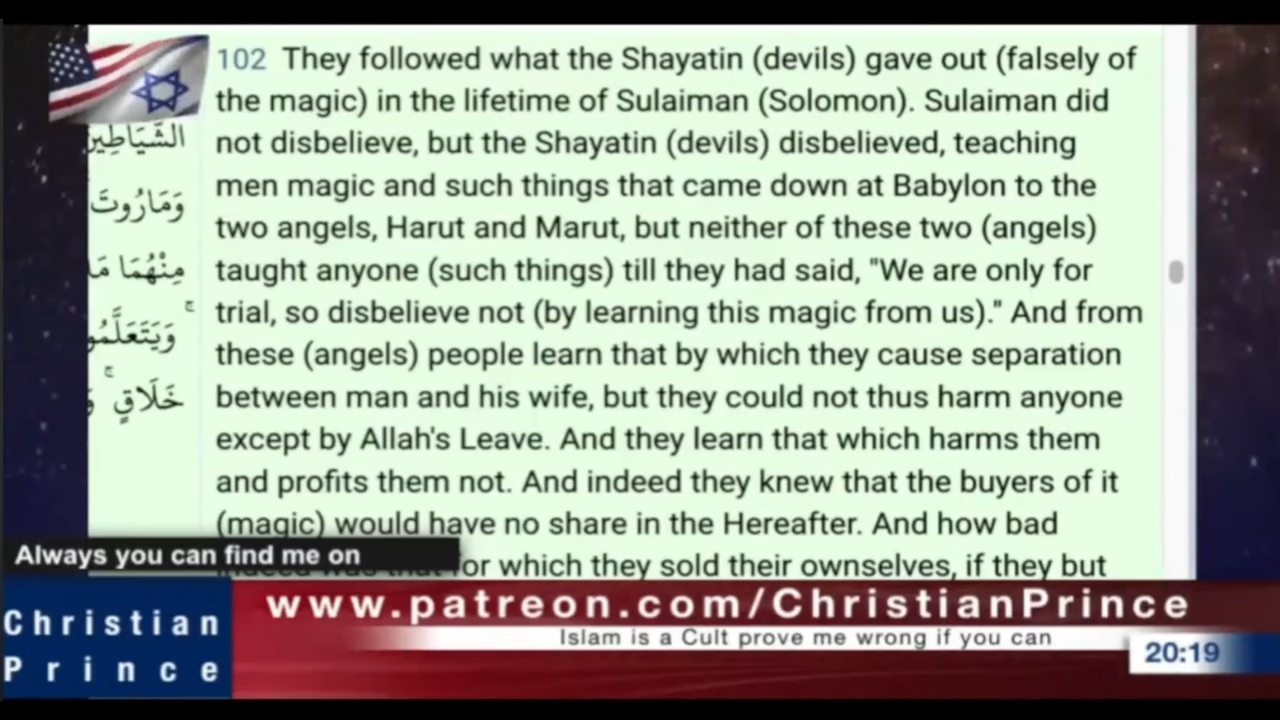 102 They followed what the Shayatin (devils) gave out (falsely of
the magic) in the lifetime of Sulaiman (Solomon). Sulaiman did
not disbelieve, but the Shayatin (devils) disbelieved, teaching
men magic and such things that came down at Babylon to the
two angels, Harut and Marut, but neither of these two (angels)
taught anyone (such things) till they had said, "We are only for
trial, so disbelieve not (by learning this magic from us)." And from
these (angels) people learn that by which they cause separation
between man and his wife, but they could not thus harm anyone
except by Allah's Leave. And they learn that which harms them
and profits them not. And indeed they knew that the buyers of it
(magic) would have no share in the Hereafter. And how bad
for which they sold their ownselves, if they but
الشَّيَاطِين
وَمَارُوتَ
مِنْهُمَا
خَلَاقٍ ۚ
Always you can find me on
Christian
Prince
www.patreon.com/ChristianPrince
Islam is a Cult prove me wrong if you can
20:19